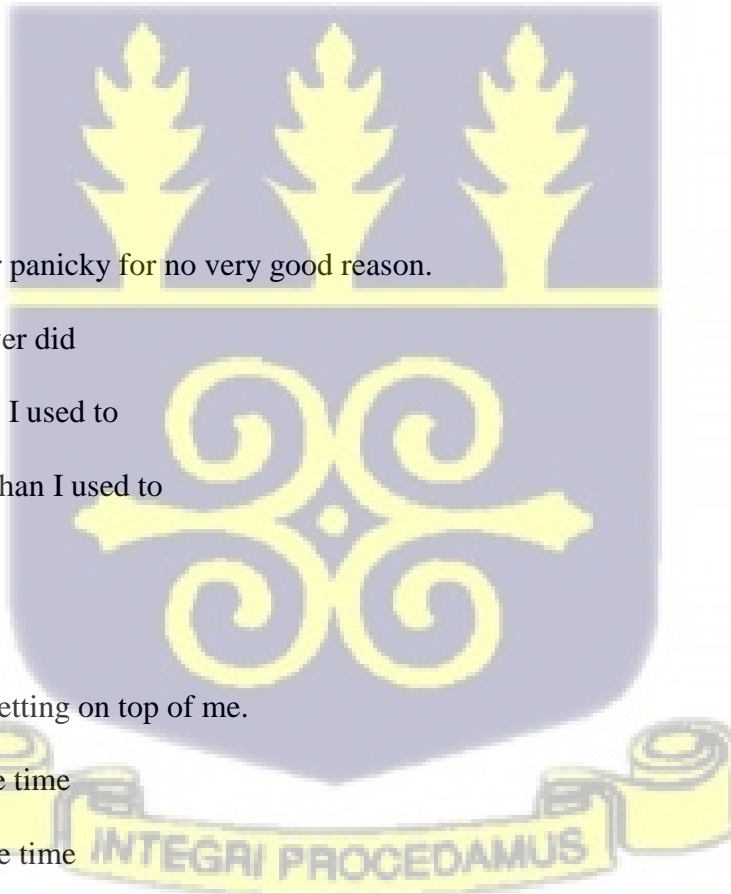 panicky for no very good reason.
er did
I used to
han I used to
etting on top of me.
e time
e time
INTEGRI PROCEDAMUS